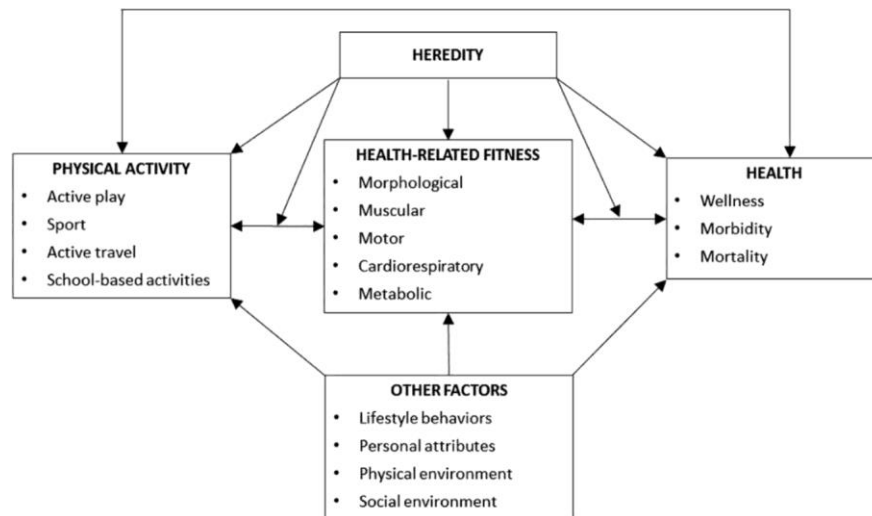 HEREDITY
PHYSICAL ACTIVITY
• Active play
• Sport
• Active travel
• School-based activities
HEALTH-RELATED FITNESS
• Morphological
• Muscular
• Motor
• Cardiorespiratory
• Metabolic
HEALTH
• Wellness
• Morbidity
• Mortality
OTHER FACTORS
• Lifestyle behaviors
• Personal attributes
• Physical environment
• Social environment